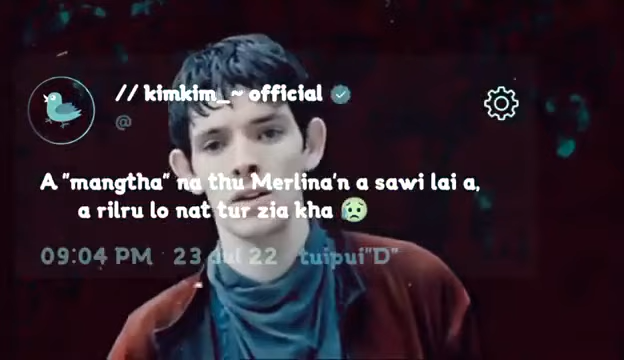 // kimkim_~ official
@
A "mangtha" na thu Merlina'n a sawi lai a,
a rilru lo nat tur zia kha 😥
09:04 PM 23 Jul 22 tuipui"D"